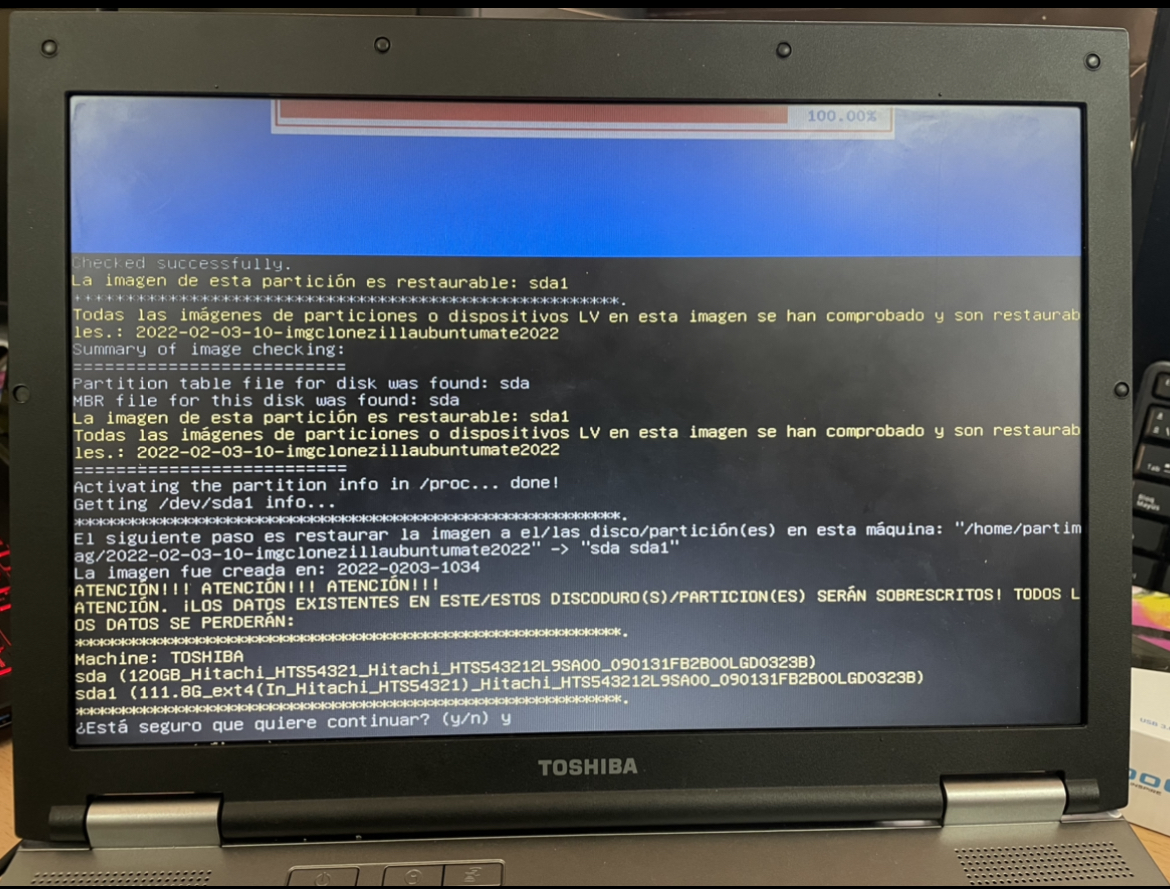 100.00%
Checked successfully.
La imagen de esta partición es restaurable: sda1
*****************************************************************.
Todas las imágenes de particiones o dispositivos LV en esta imagen se han comprobado y son restaurab
les.: 2022-02-03-10-imgclonezillaubuntumate2022
Summary of image checking:
==========================
Partition table file for disk was found: sda
MBR file for this disk was found: sda
La imagen de esta partición es restaurable: sda1
Todas las imágenes de particiones o dispositivos LV en esta imagen se han comprobado y son restaurab
les.: 2022-02-03-10-imgclonezillaubuntumate2022
==========================
Activating the partition info in /proc... done!
Getting /dev/sda1 info...
*****************************************************************.
El siguiente paso es restaurar la imagen a el/las disco/partición(es) en esta máquina: "/home/partim
ag/2022-02-03-10-imgclonezillaubuntumate2022" -> "sda sda1"
La imagen fue creada en: 2022-0203-1034
ATENCIÓN!!! ATENCIÓN!!! ATENCIÓN!!!
ATENCIÓN. ¡LOS DATOS EXISTENTES EN ESTE/ESTOS DISCODURO(S)/PARTICION(ES) SERÁN SOBRESCRITOS! TODOS L
OS DATOS SE PERDERÁN:
*****************************************************************.
Machine: TOSHIBA
sda (120GB_Hitachi_HTS54321_Hitachi_HTS543212L9SA00_090131FB2B00LGD0323B)
sda1 (111.8G_ext4(In_Hitachi_HTS54321)_Hitachi_HTS543212L9SA00_090131FB2B00LGD0323B)
*****************************************************************.
¿Está seguro que quiere continuar? (y/n) y
TOSHIBA